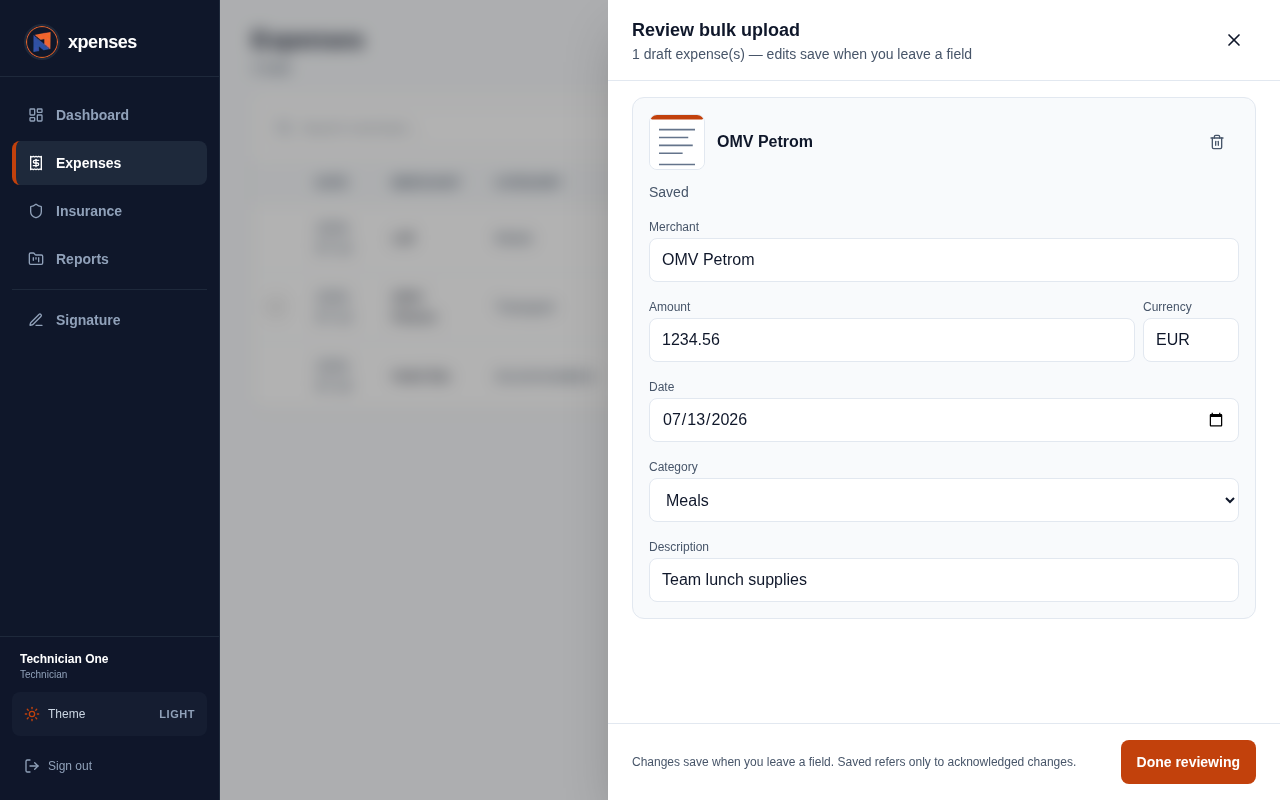 xpenses
Dashboard
Expenses
Insurance
Reports
Signature
Technician One
Technician
Theme LIGHT
Sign out
Expenses
Review bulk upload
1 draft expense(s) — edits save when you leave a field
OMV Petrom
Saved
Merchant
OMV Petrom
Amount Currency
1234.56 EUR
Date
07/13/2026
Category
Meals
Description
Team lunch supplies
Changes save when you leave a field. Saved refers only to acknowledged changes.
Done reviewing